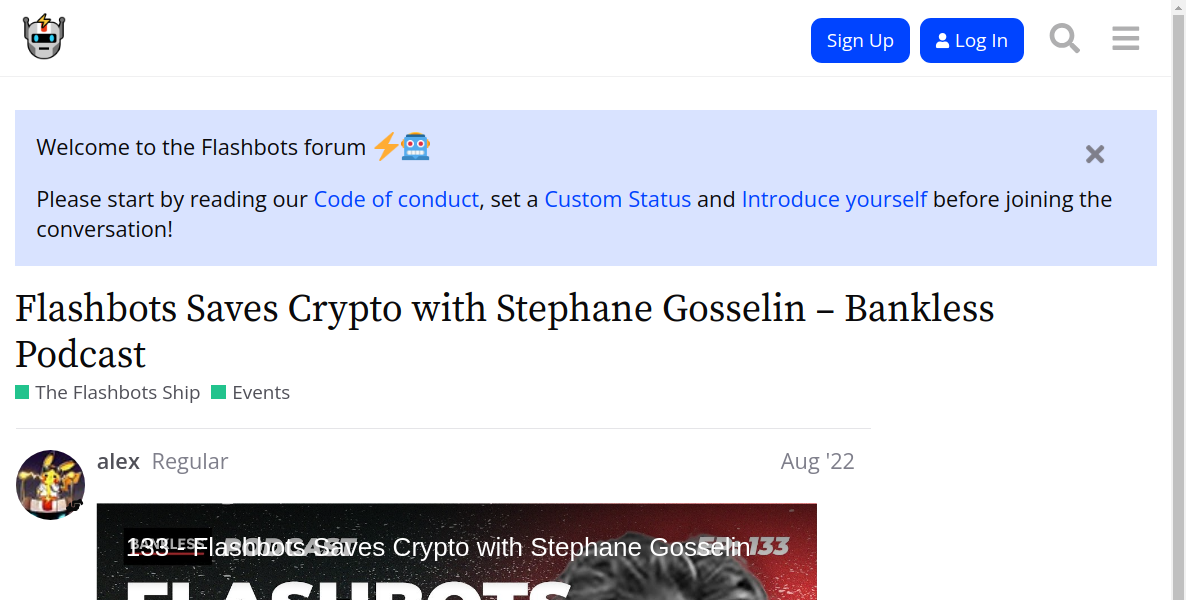 Sign Up
Log In
Welcome to the Flashbots forum
Please start by reading our Code of conduct, set a Custom Status and Introduce yourself before joining the
conversation!
Flashbots Saves Crypto with Stephane Gosselin – Bankless
Podcast
The Flashbots Ship
Events
alex Regular
Aug '22
BANKLESS PODCAST
133
133 - Flashbots Saves Crypto with Stephane Gosselin
FLASHBOTS